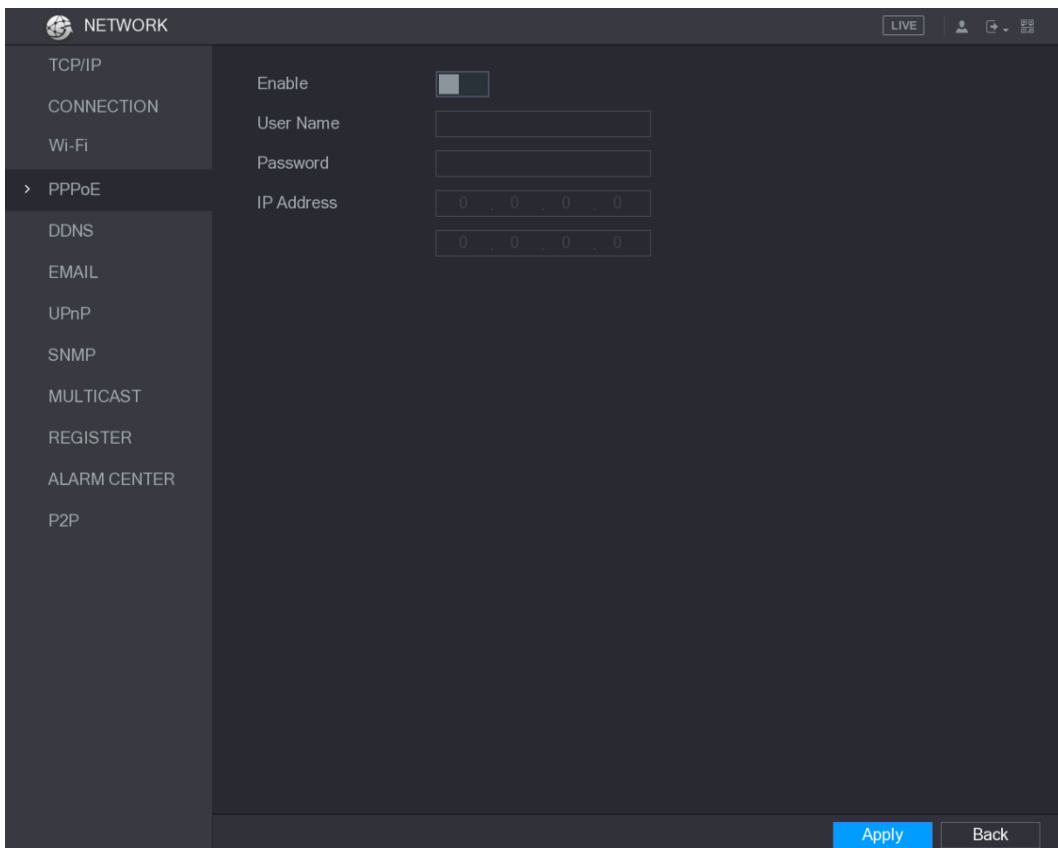 NETWORK
LIVE
TCP/IP
CONNECTION
Wi-Fi
PPPoE
DDNS
EMAIL
UPnP
SNMP
MULTICAST
REGISTER
ALARM CENTER
P2P
Enable
User Name
Password
IP Address
0 . 0 . 0 . 0
0 . 0 . 0 . 0
Apply
Back